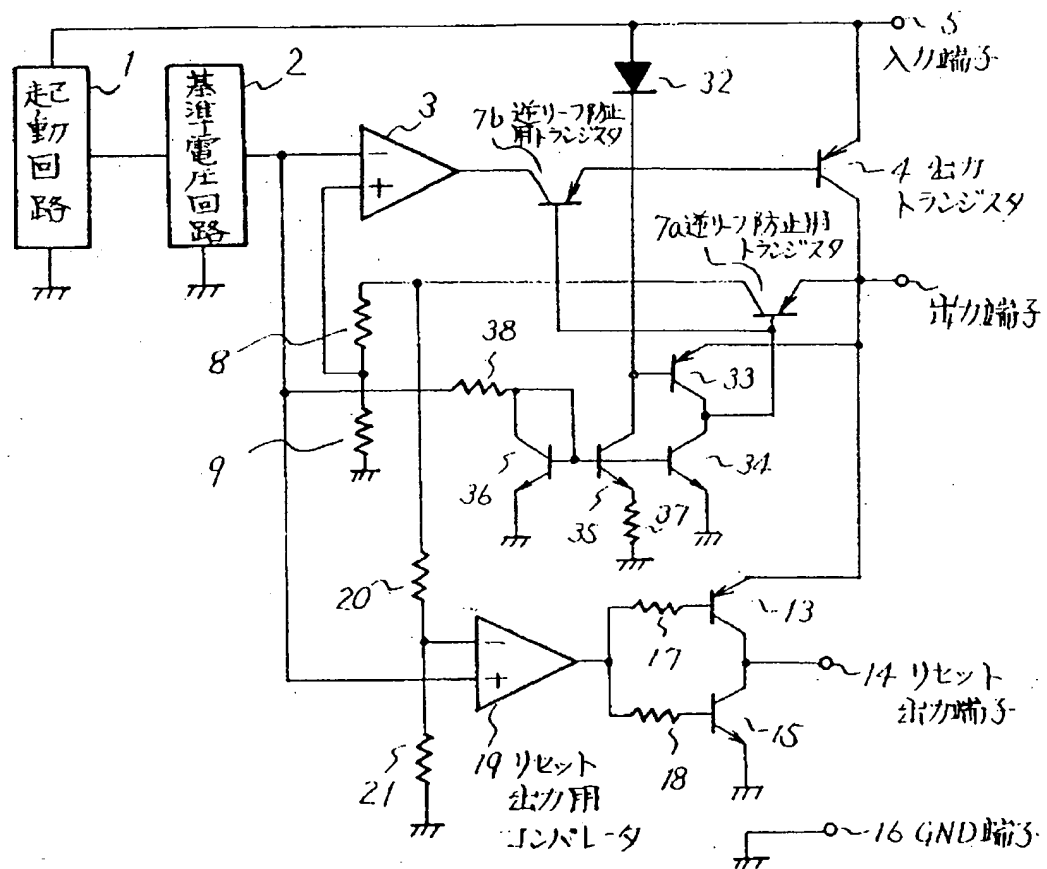 5
入力端子
1
起動回路
2
基準電圧回路
3
7b 逆リーフ防止
用トランジスタ
32
4 出力
トランジスタ
7a逆リーフ防止用
トランジスタ
出力端子
8
38
33
9
36
35
37
34
20
17
13
14 リセット
出力端子
15
18
21
19 リセット
出力用
コンパレータ
16 GND端子